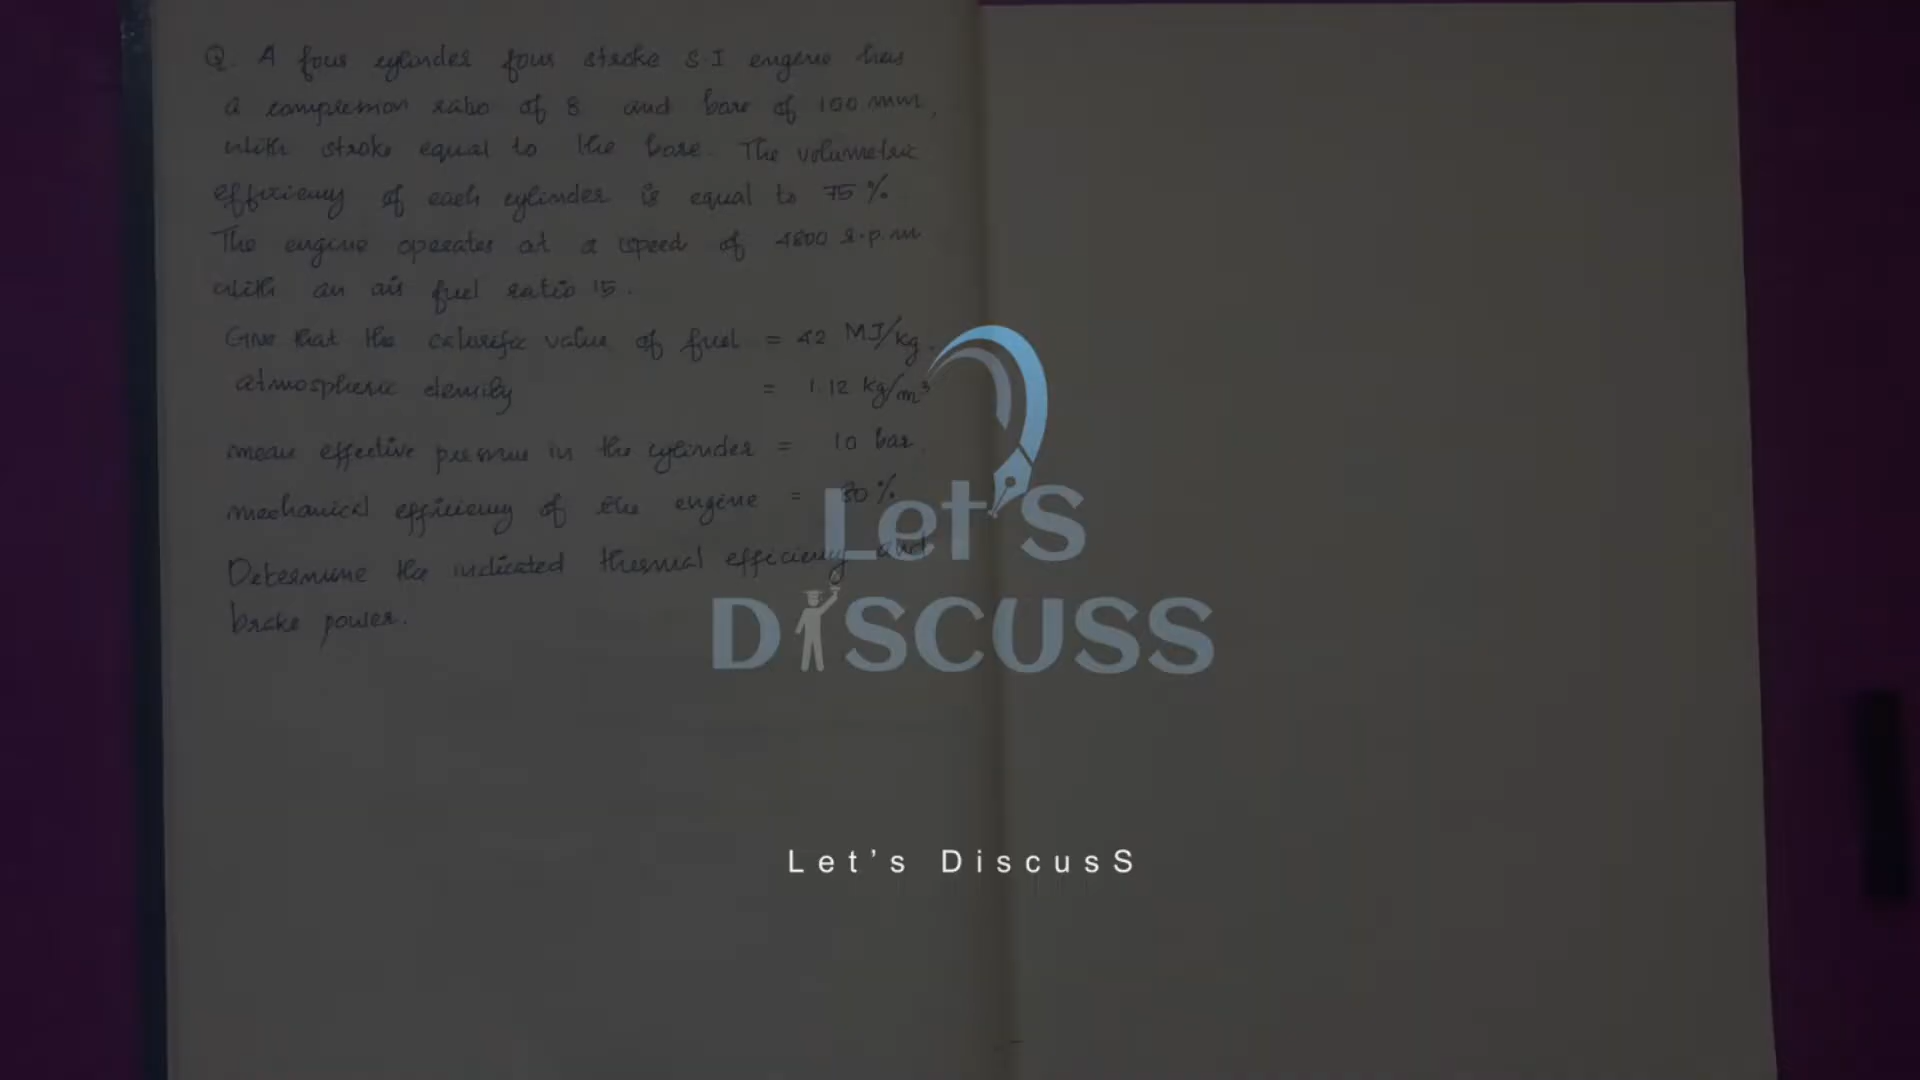 Q. A four cylinder four stroke S.I engine has
a compression ratio of 8 and bore of 100 mm,
with stroke equal to the bore. The volumetric
efficiency of each cylinder is equal to 75 %
The engine operates at a speed of 4800 r.p.m
with an air fuel ratio 15.
Give that the calorific value of fuel = 42 MJ/kg.
atmospheric density = 1.12 kg/m³
mean effective pressure in the cylinder = 10 bar.
mechanical efficiency of the engine = 80 %
Determine the indicated thermal efficiency and
brake power.
Let'S
DiSCUSS
Let's DiscusS